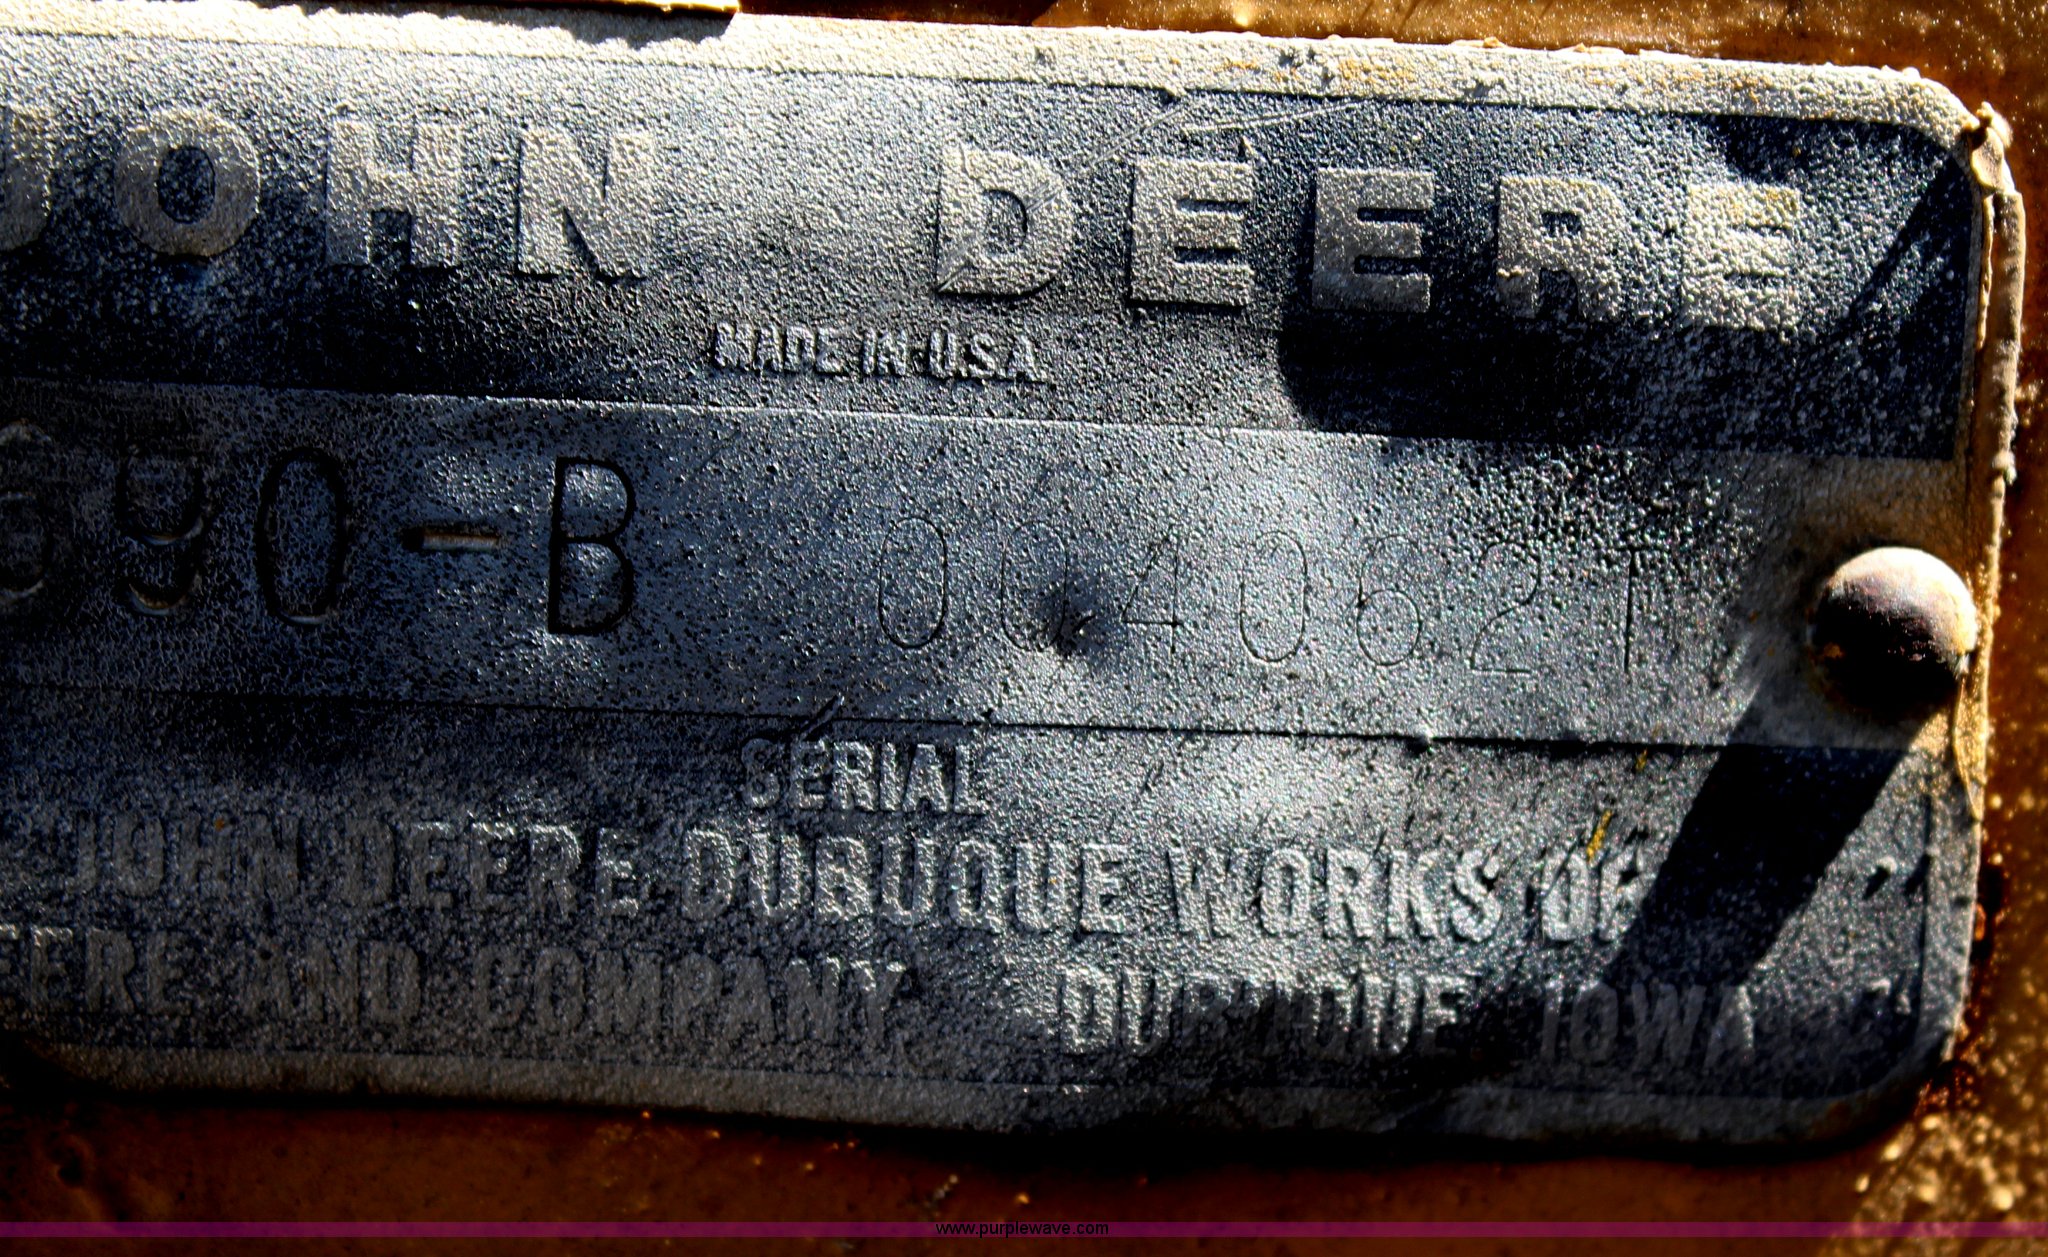 JOHN DEERE
MADE IN U.S.A.
690-B 004062T
SERIAL
JOHN DEERE DUBUQUE WORKS OF
DEERE AND COMPANY DUBUQUE IOWA
www.purplewave.com